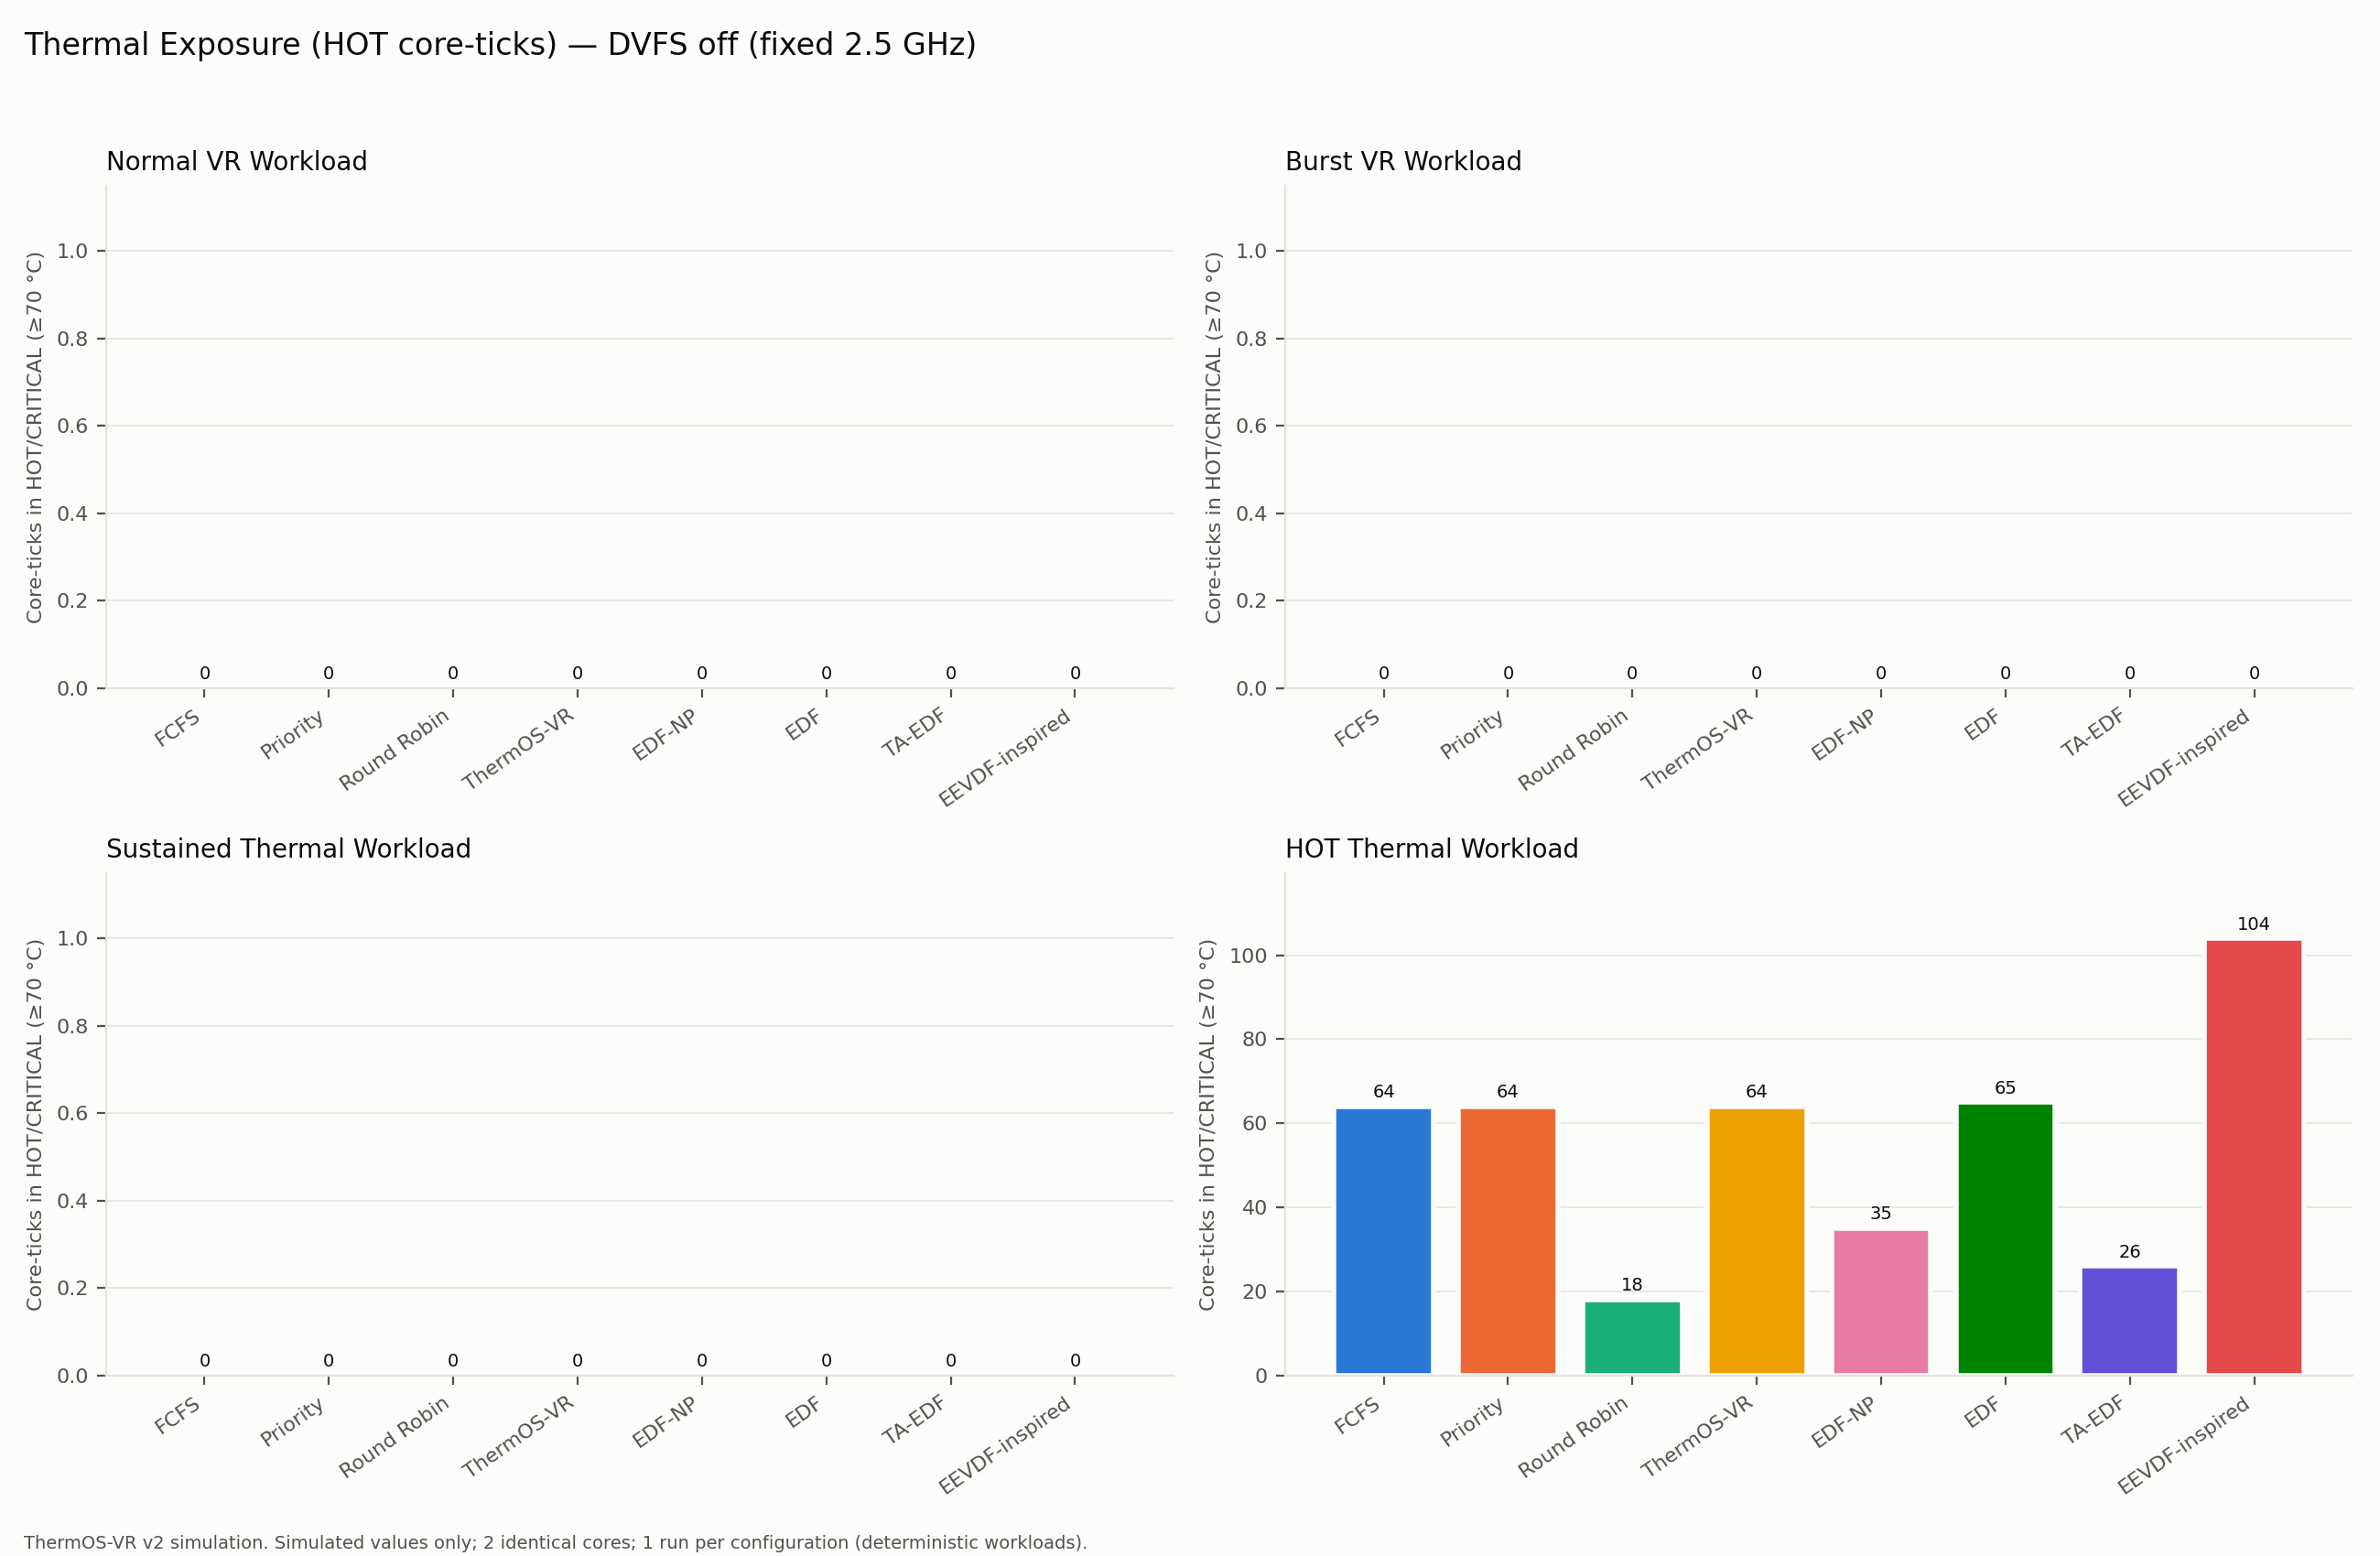 Thermal Exposure (HOT core-ticks) — DVFS off (fixed 2.5 GHz)
Normal VR Workload
Core-ticks in HOT/CRITICAL (≥70 °C)
1.0
0.8
0.6
0.4
0.2
0.0
0 0 0 0 0 0 0 0
FCFS Priority Round Robin ThermOS-VR EDF-NP EDF TA-EDF EEVDF-inspired
Burst VR Workload
Core-ticks in HOT/CRITICAL (≥70 °C)
1.0
0.8
0.6
0.4
0.2
0.0
0 0 0 0 0 0 0 0
FCFS Priority Round Robin ThermOS-VR EDF-NP EDF TA-EDF EEVDF-inspired
Sustained Thermal Workload
Core-ticks in HOT/CRITICAL (≥70 °C)
1.0
0.8
0.6
0.4
0.2
0.0
0 0 0 0 0 0 0 0
FCFS Priority Round Robin ThermOS-VR EDF-NP EDF TA-EDF EEVDF-inspired
HOT Thermal Workload
Core-ticks in HOT/CRITICAL (≥70 °C)
100
80
60
40
20
0
64 64 18 64 35 65 26 104
FCFS Priority Round Robin ThermOS-VR EDF-NP EDF TA-EDF EEVDF-inspired
ThermOS-VR v2 simulation. Simulated values only; 2 identical cores; 1 run per configuration (deterministic workloads).